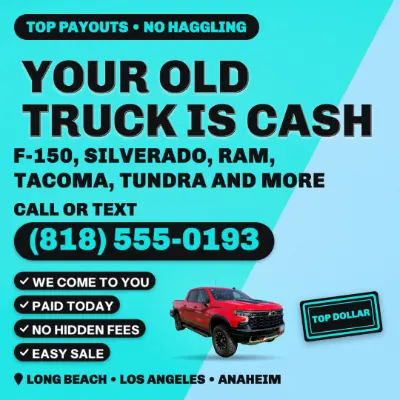 TOP PAYOUTS • NO HAGGLING
YOUR OLD
TRUCK IS CASH
F-150, SILVERADO, RAM,
TACOMA, TUNDRA AND MORE
CALL OR TEXT
(818) 555-0193
WE COME TO YOU
PAID TODAY
NO HIDDEN FEES
EASY SALE
TOP DOLLAR
LONG BEACH • LOS ANGELES • ANAHEIM